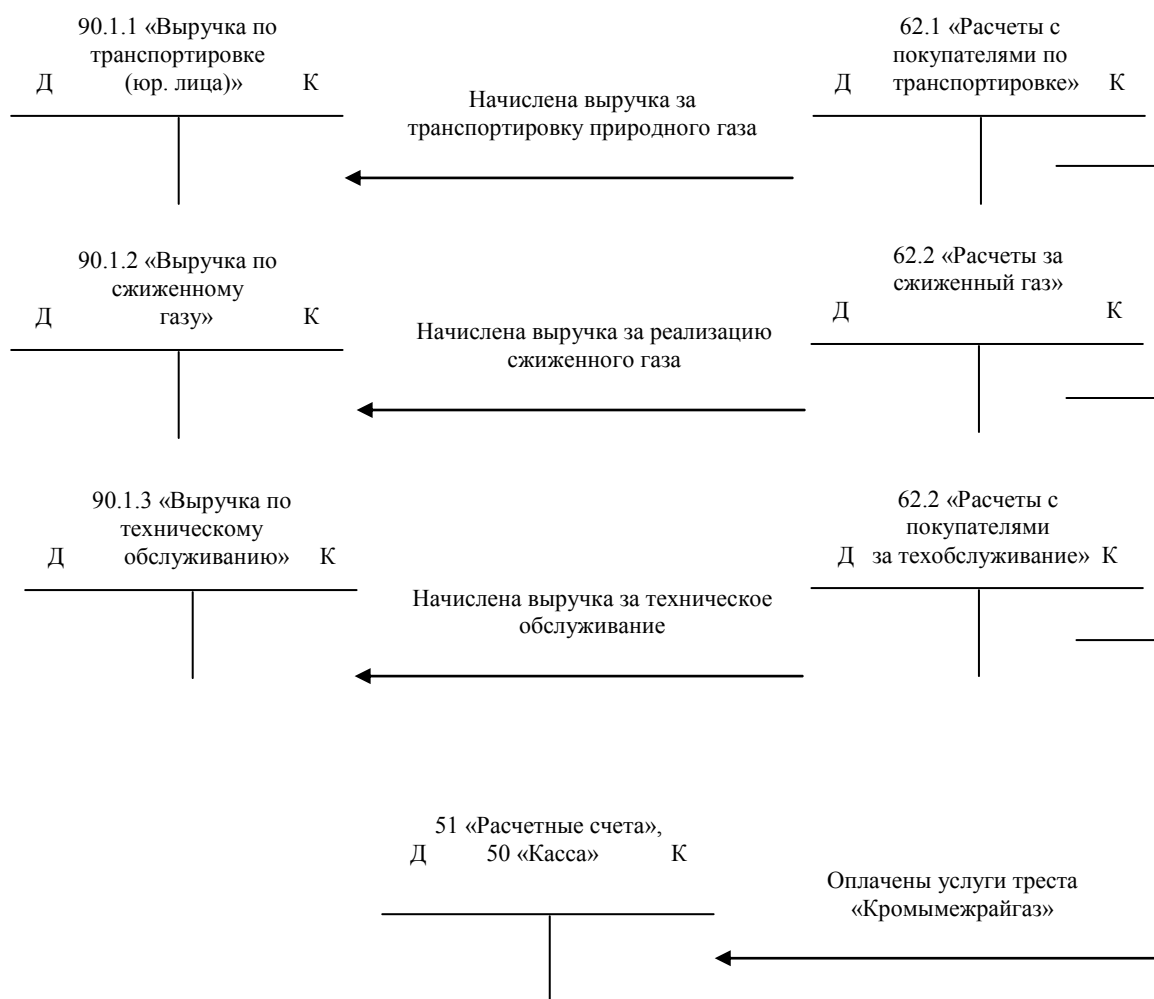 90.1.1 «Выручка по
транспортировке
Д (юр. лица)» К
Начислена выручка за
транспортировку природного газа
62.1 «Расчеты с
покупателями по
Д транспортировке» К
90.1.2 «Выручка по
сжиженному
Д газу» К
Начислена выручка за реализацию
сжиженного газа
62.2 «Расчеты за
сжиженный газ»
Д К
90.1.3 «Выручка по
техническому
Д обслуживанию» К
Начислена выручка за техническое
обслуживание
62.2 «Расчеты с
покупателями
Д за техобслуживание» К
51 «Расчетные счета»,
Д 50 «Касса» К
Оплачены услуги треста
«Кромымежрайгаз»